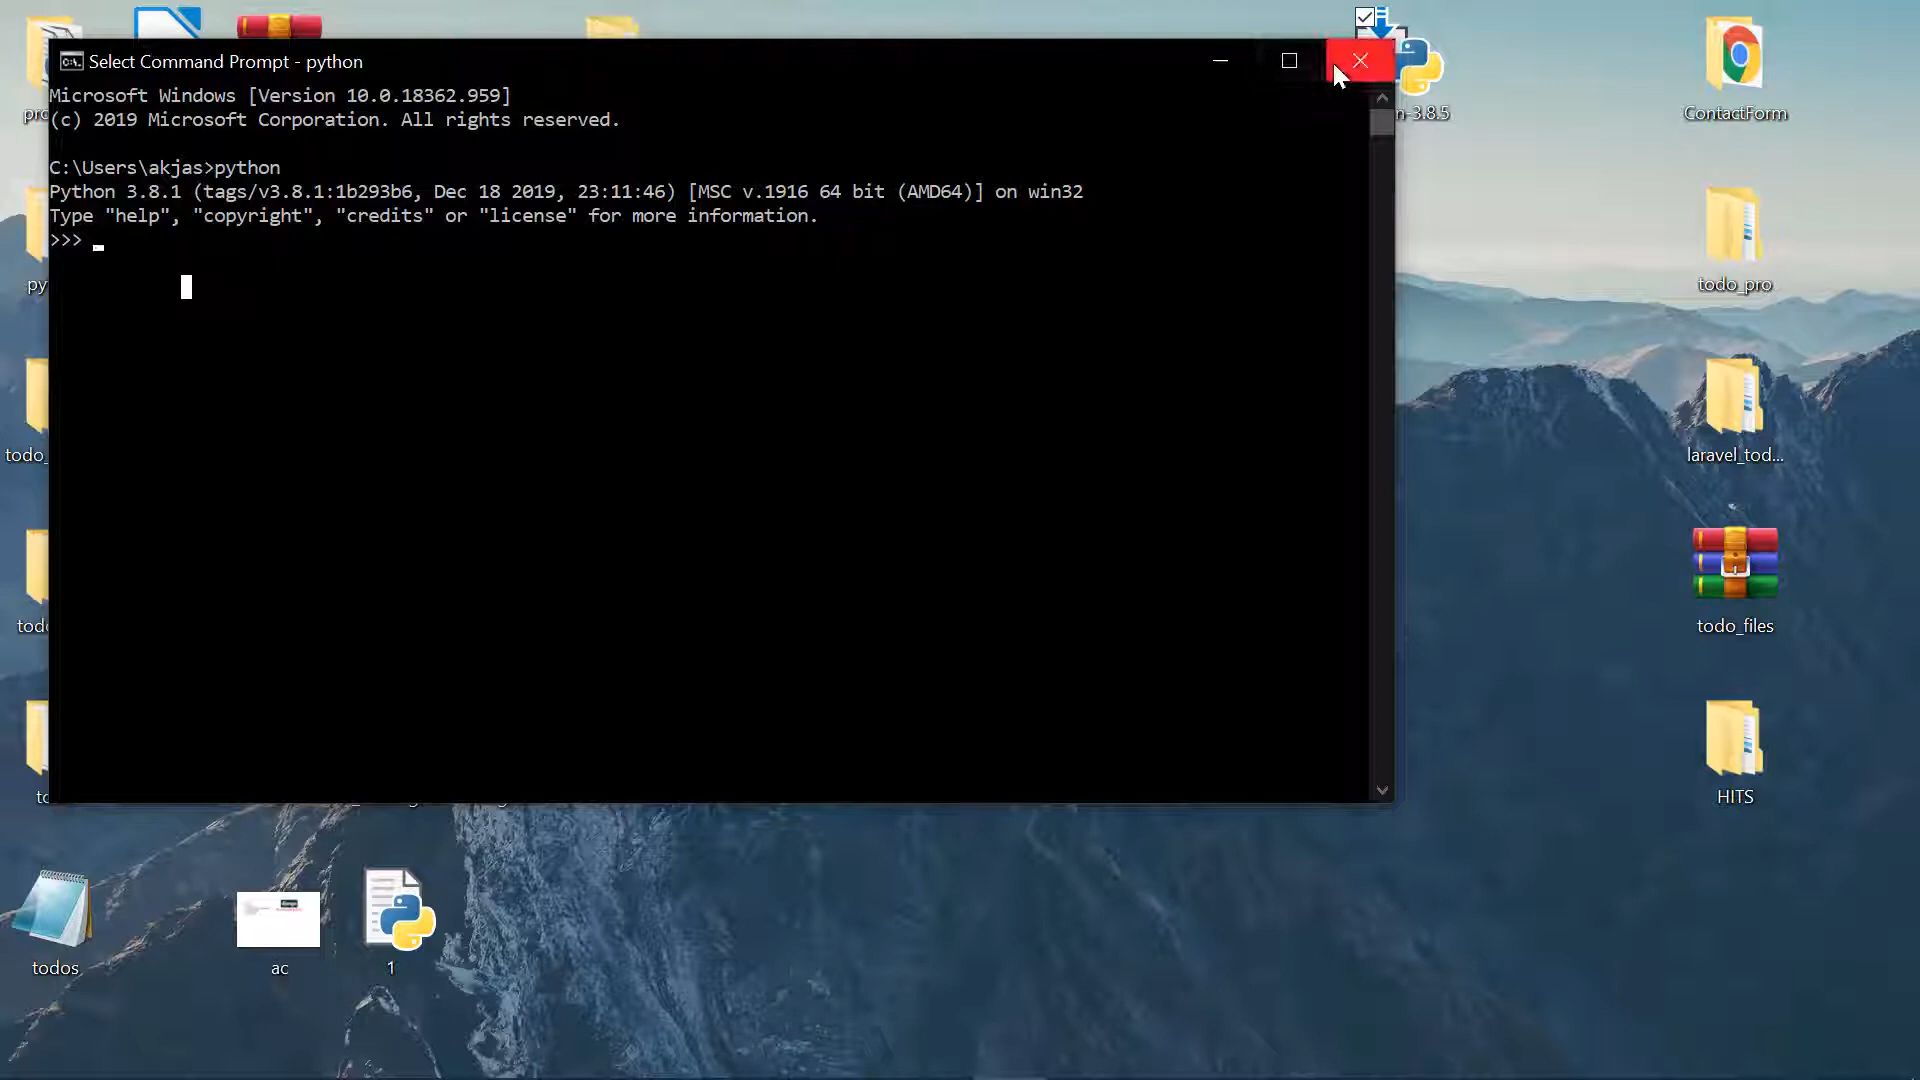 Select Command Prompt - python
Microsoft Windows [Version 10.0.18362.959]
(c) 2019 Microsoft Corporation. All rights reserved.
C:\Users\akjas>python
Python 3.8.1 (tags/v3.8.1:1b293b6, Dec 18 2019, 23:11:46) [MSC v.1916 64 bit (AMD64)] on win32
Type "help", "copyright", "credits" or "license" for more information.
>>>
n-3.8.5
ContactForm
todo_pro
laravel_tod...
todo_files
HITS
todos
ac
1